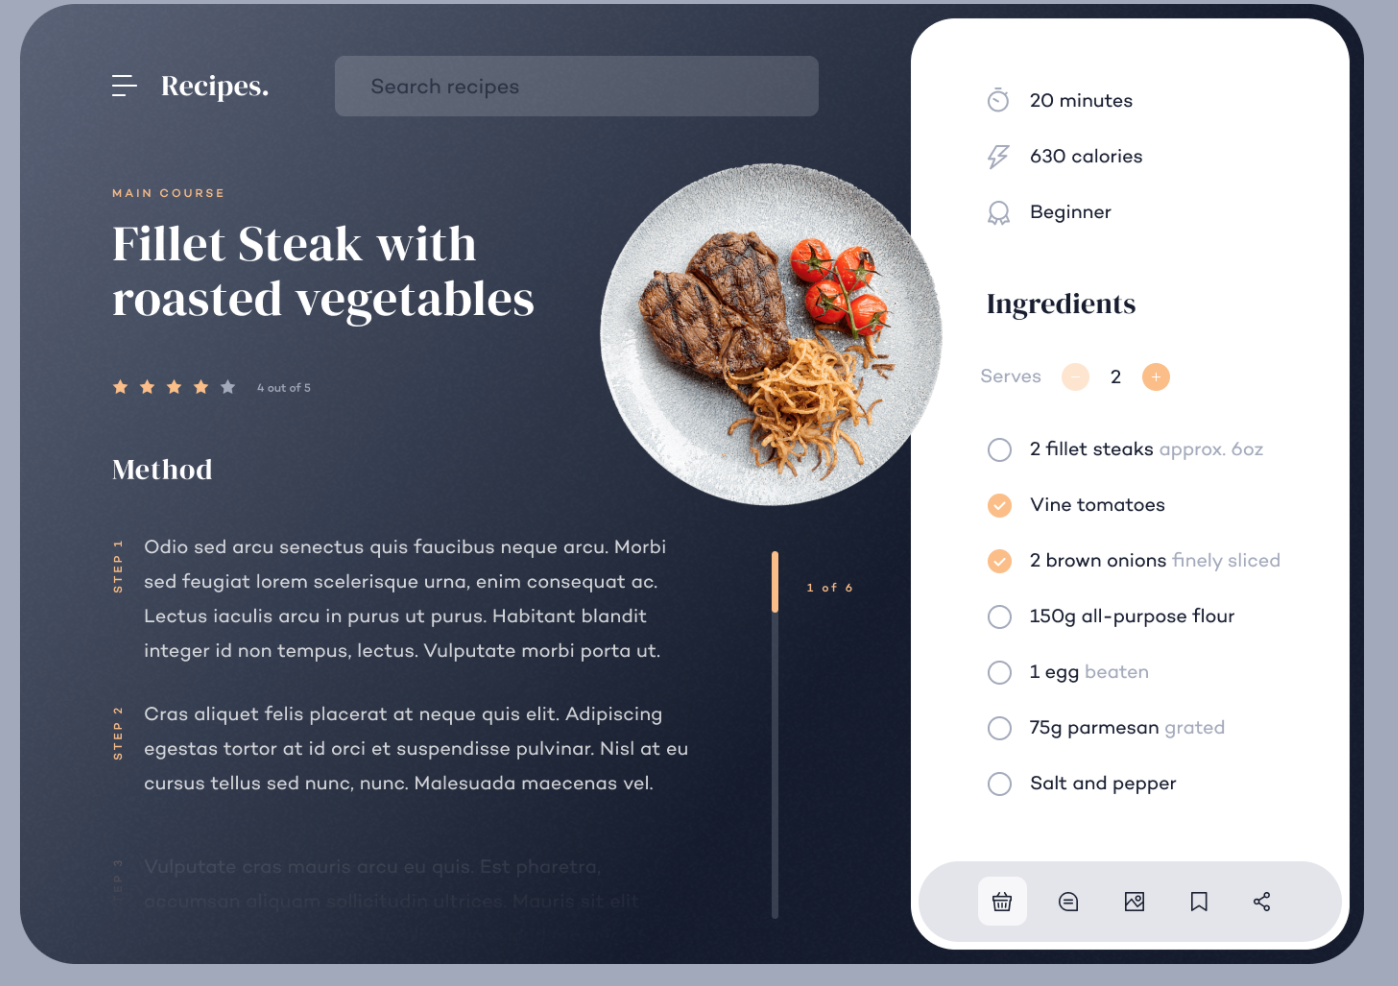 Recipes.
Search recipes
MAIN COURSE
Fillet Steak with
roasted vegetables
4 out of 5
Method
STEP 1
Odio sed arcu senectus quis faucibus neque arcu. Morbi
sed feugiat lorem scelerisque urna, enim consequat ac.
Lectus iaculis arcu in purus ut purus. Habitant blandit
integer id non tempus, lectus. Vulputate morbi porta ut.
STEP 2
Cras aliquet felis placerat at neque quis elit. Adipiscing
egestas tortor at id orci et suspendisse pulvinar. Nisl at eu
cursus tellus sed nunc, nunc. Malesuada maecenas vel.
EP 3
Vulputate cras mauris arcu eu quis. Est pharetra,
accumsan aliquam sollicitudin ultrices. Mauris sit elit
1 of 6
20 minutes
630 calories
Beginner
Ingredients
Serves 2
2 fillet steaks approx. 6oz
Vine tomatoes
2 brown onions finely sliced
150g all-purpose flour
1 egg beaten
75g parmesan grated
Salt and pepper